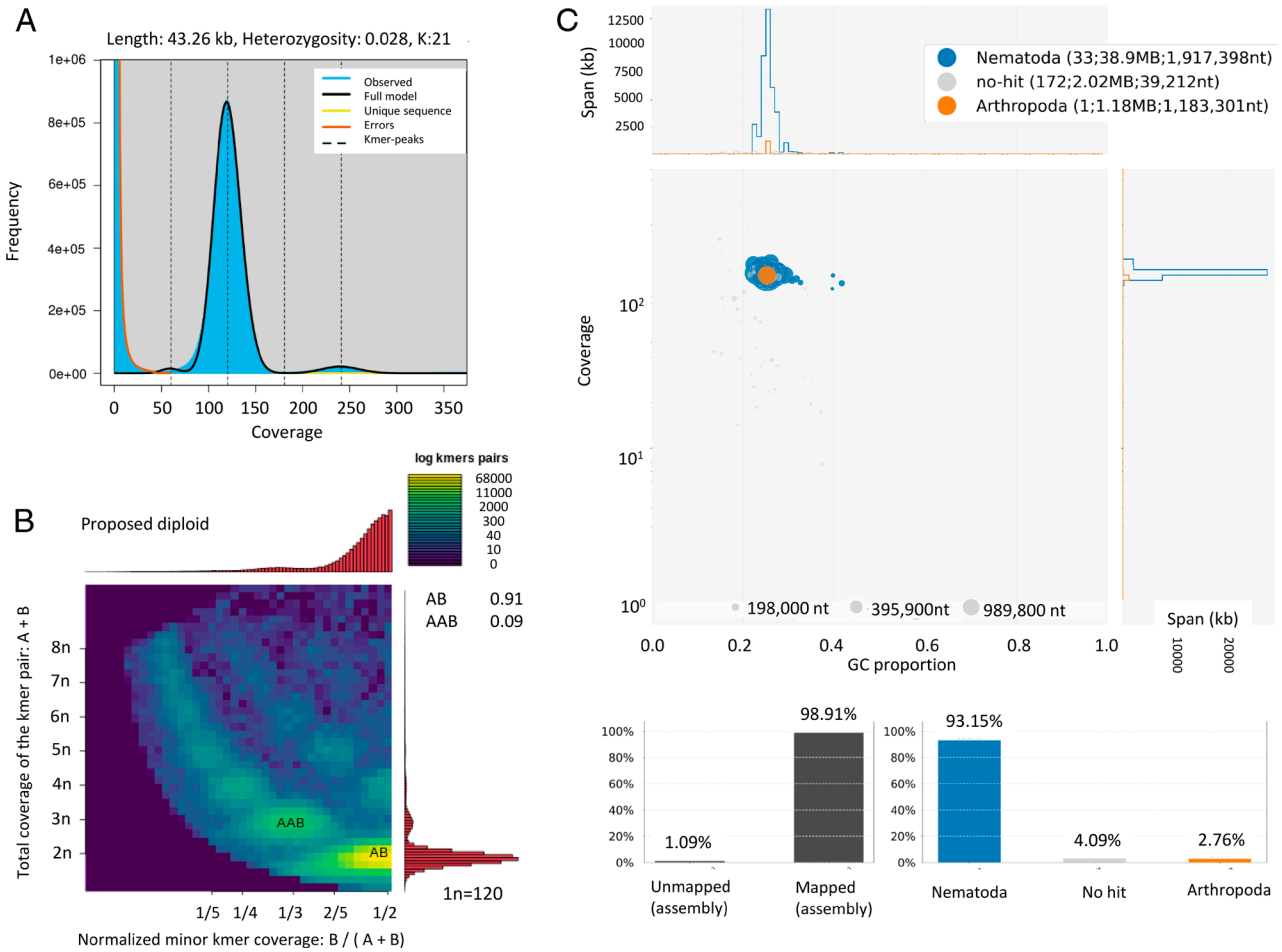 A
Length: 43.26 kb, Heterozygosity: 0.028, K:21
1e+06
8e+05
6e+05
4e+05
2e+05
0e+00
Frequency
Observed
Full model
Unique sequence
Errors
Kmer-peaks
0 50 100 150 200 250 300 350
Coverage
B
Proposed diploid
log kmers pairs
68000
11000
2000
300
40
10
0
AB 0.91
AAB 0.09
Total coverage of the kmer pair: A + B
8n
7n
6n
5n
4n
3n
2n
AAB
AB
1n=120
1/5 1/4 1/3 2/5 1/2
Normalized minor kmer coverage: B / ( A + B)
C
Span (kb)
12500
10000
7500
5000
2500
Nematoda (33;38.9MB;1,917,398nt)
no-hit (172;2.02MB;39,212nt)
Arthropoda (1;1.18MB;1,183,301nt)
Coverage
10²
10¹
10⁰
198,000 nt 395,900nt 989,800 nt
0.0 0.2 0.4 0.6 0.8 1.0
GC proportion
Span (kb)
10000
20000
100%
80%
60%
40%
20%
0%
1.09%
98.91%
Unmapped
(assembly)
Mapped
(assembly)
100%
80%
60%
40%
20%
0%
93.15%
4.09%
2.76%
Nematoda
No hit
Arthropoda